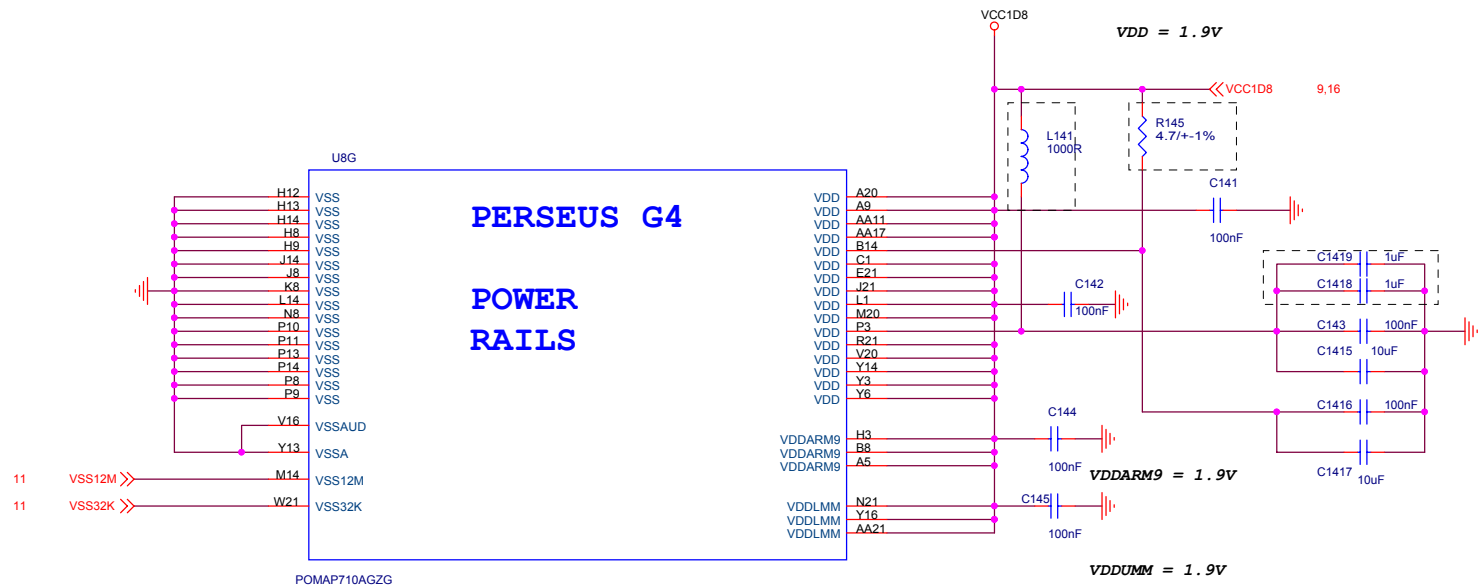 VCC1D8
VDD = 1.9V
VCC1D8 9,16
L141
1000R
R145
4.7/+-1%
U8G
C141
100nF
PERSEUS G4
POWER
RAILS
H12 VSS
H13 VSS
H14 VSS
H8 VSS
H9 VSS
J14 VSS
J8 VSS
K8 VSS
L14 VSS
N8 VSS
P10 VSS
P11 VSS
P13 VSS
P14 VSS
P8 VSS
P9 VSS
V16 VSSAUD
Y13 VSSA
11 VSS12M M14 VSS12M
11 VSS32K W21 VSS32K
VDD A20
VDD A9
VDD AA11
VDD AA17
VDD B14
VDD C1
VDD E21
VDD J21
VDD L1
VDD M20
VDD P3
VDD R21
VDD V20
VDD Y14
VDD Y3
VDD Y6
VDDARM9 H3
VDDARM9 B8
VDDARM9 A5
VDDLMM N21
VDDLMM Y16
VDDLMM AA21
C142
100nF
C1419 1uF
C1418 1uF
C143 100nF
C1415 10uF
C1416 100nF
C1417 10uF
C144
100nF
VDDARM9 = 1.9V
C145
100nF
VDDUMM = 1.9V
POMAP710AGZG